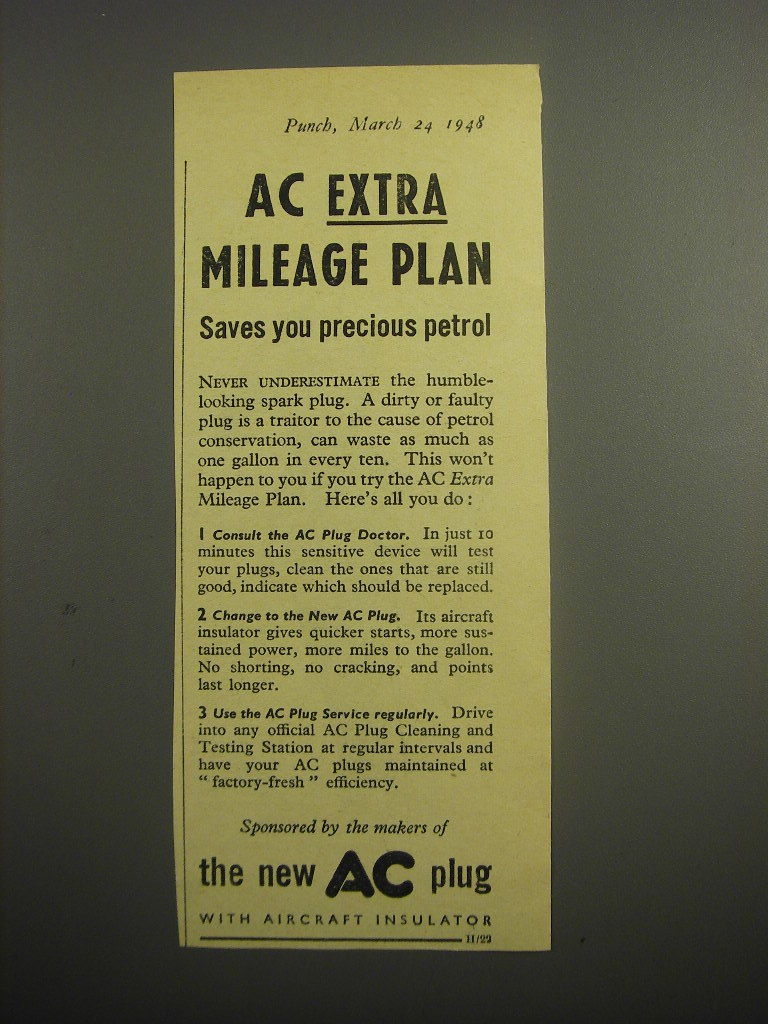 Punch, March 24 1948
AC EXTRA
MILEAGE PLAN
Saves you precious petrol
NEVER UNDERESTIMATE the humble-
looking spark plug. A dirty or faulty
plug is a traitor to the cause of petrol
conservation, can waste as much as
one gallon in every ten. This won't
happen to you if you try the AC Extra
Mileage Plan. Here's all you do :
1 Consult the AC Plug Doctor. In just 10
minutes this sensitive device will test
your plugs, clean the ones that are still
good, indicate which should be replaced.
2 Change to the New AC Plug. Its aircraft
insulator gives quicker starts, more sus-
tained power, more miles to the gallon.
No shorting, no cracking, and points
last longer.
3 Use the AC Plug Service regularly. Drive
into any official AC Plug Cleaning and
Testing Station at regular intervals and
have your AC plugs maintained at
" factory-fresh " efficiency.
Sponsored by the makers of
the new AC plug
WITH AIRCRAFT INSULATOR
11/22